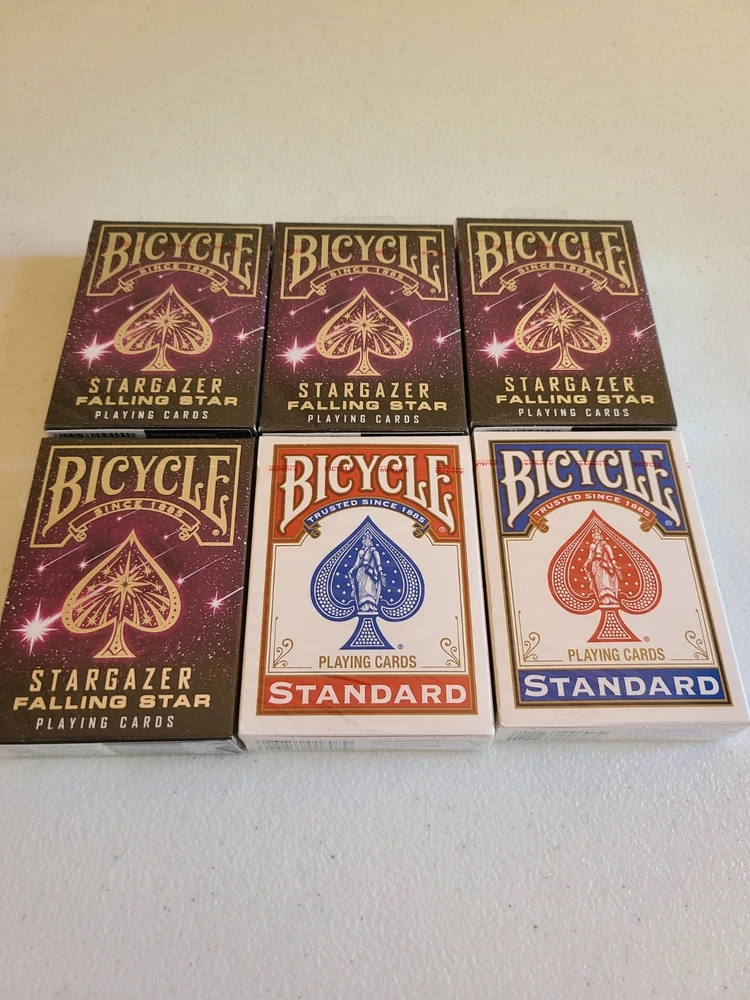 BICYCLE
SINCE 1885
STARGAZER
FALLING STAR
PLAYING CARDS
BICYCLE
SINCE 1885
STARGAZER
FALLING STAR
PLAYING CARDS
BICYCLE
SINCE 1885
STARGAZER
FALLING STAR
PLAYING CARDS
BICYCLE
SINCE 1885
STARGAZER
FALLING STAR
PLAYING CARDS
BICYCLE®
TRUSTED SINCE 1885
®
PLAYING CARDS
STANDARD
BICYCLE®
TRUSTED SINCE 1885
®
PLAYING CARDS
STANDARD